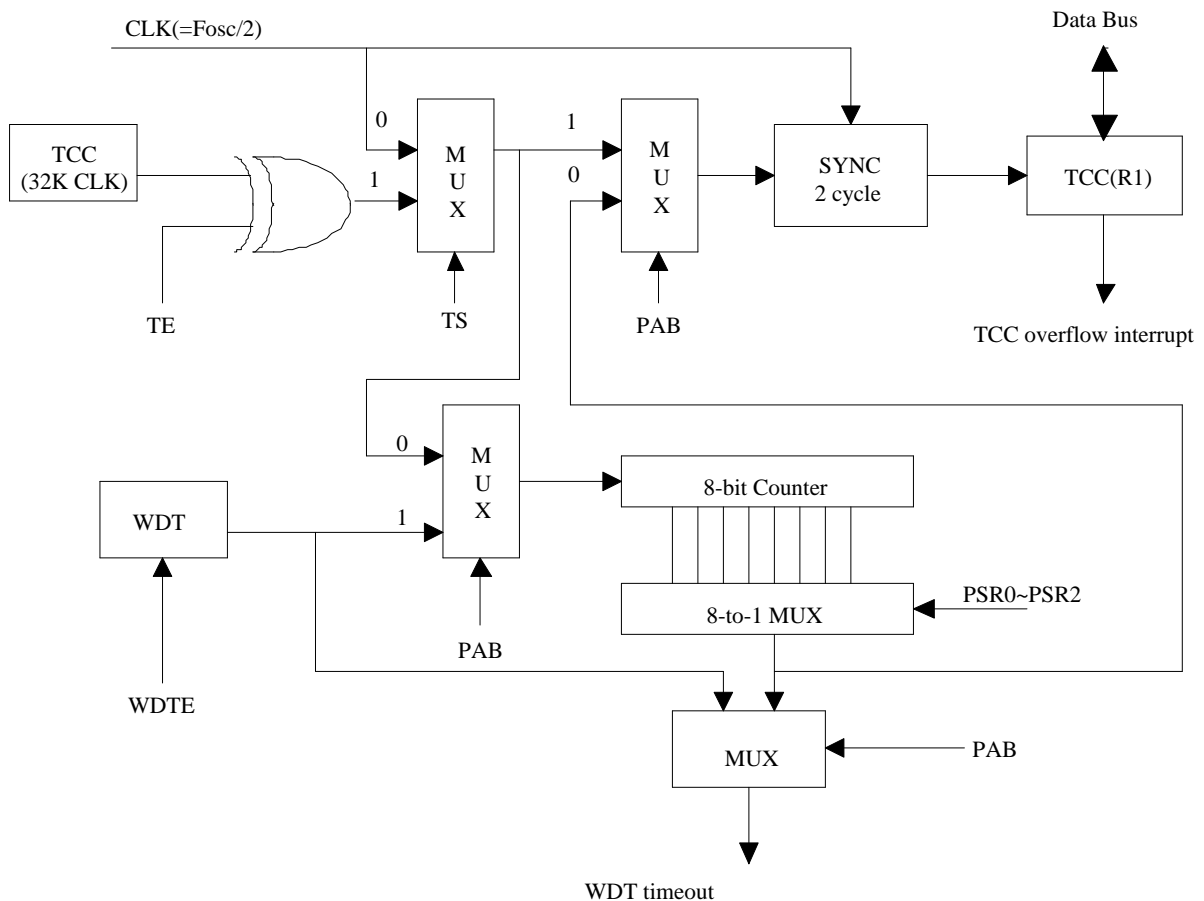 CLK(=Fosc/2)
Data Bus
0
TCC
(32K CLK)
1
M
U
X
1
0
M
U
X
SYNC
2 cycle
TCC(R1)
TE
TS
PAB
TCC overflow interrupt
0
1
M
U
X
WDT
8-bit Counter
8-to-1 MUX
PSR0~PSR2
PAB
WDTE
MUX
PAB
WDT timeout